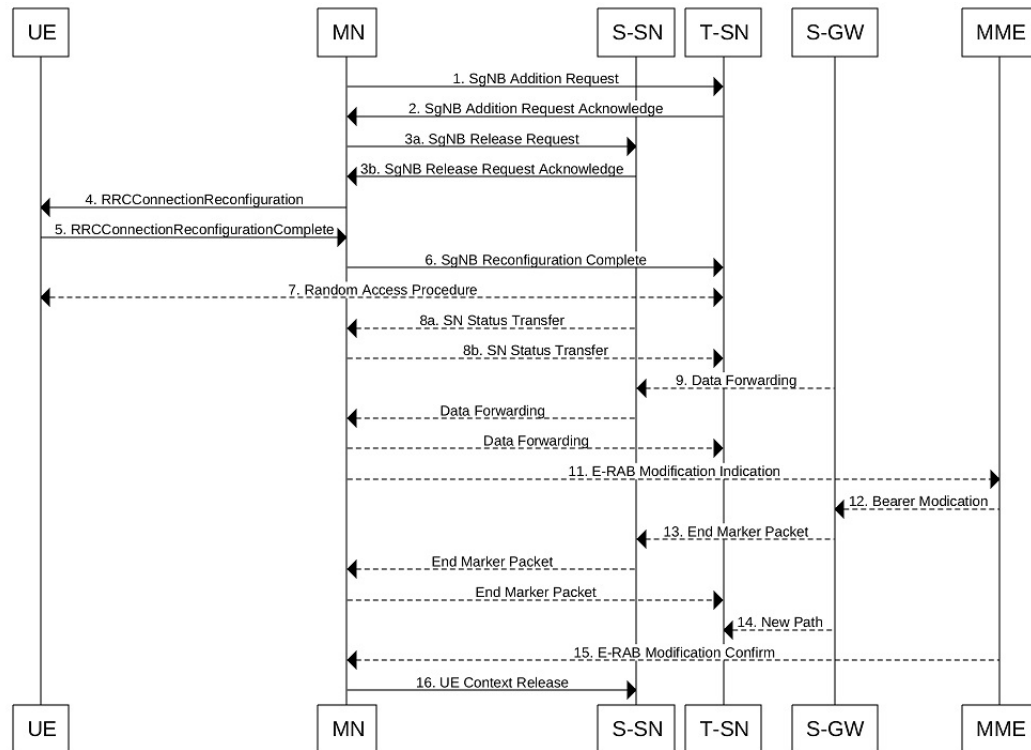 UE MN S-SN T-SN S-GW MME
1. SgNB Addition Request
2. SgNB Addition Request Acknowledge
3a. SgNB Release Request
3b. SgNB Release Request Acknowledge
4. RRCConnectionReconfiguration
5. RRCConnectionReconfigurationComplete
6. SgNB Reconfiguration Complete
7. Random Access Procedure
8a. SN Status Transfer
8b. SN Status Transfer
9. Data Forwarding
Data Forwarding
Data Forwarding
11. E-RAB Modification Indication
12. Bearer Modication
13. End Marker Packet
End Marker Packet
End Marker Packet
14. New Path
15. E-RAB Modification Confirm
16. UE Context Release
UE MN S-SN T-SN S-GW MME